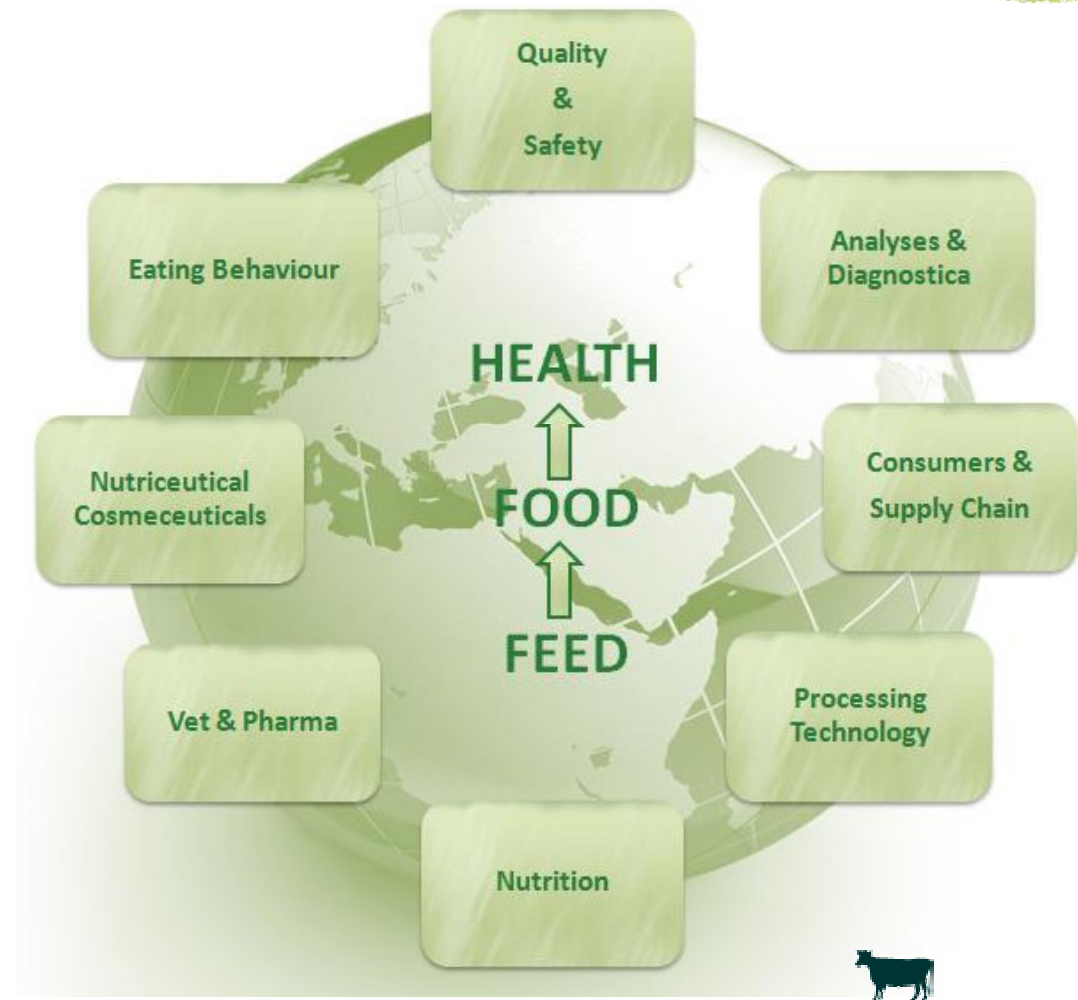 Quality
&
Safety
Eating Behaviour
Analyses &
Diagnostica
HEALTH
Nutriceutical
Cosmeceuticals
FOOD
Consumers &
Supply Chain
FEED
Vet & Pharma
Processing
Technology
Nutrition